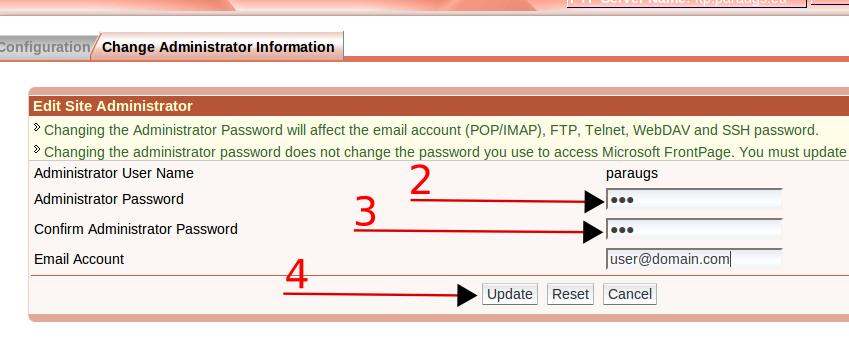 FTP Server Name: ftp.paraugs.eu
Configuration Change Administrator Information
Edit Site Administrator
Changing the Administrator Password will affect the email account (POP/IMAP), FTP, Telnet, WebDAV and SSH password.
Changing the administrator password does not change the password you use to access Microsoft FrontPage. You must update
Administrator User Name paraugs
2
Administrator Password •••
3
Confirm Administrator Password •••
Email Account user@domain.com
4
Update Reset Cancel